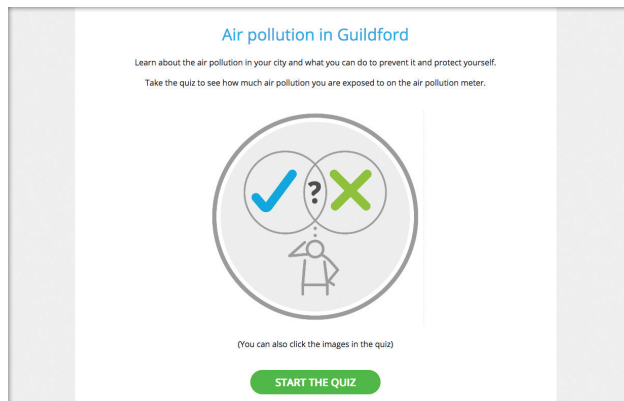 Air pollution in Guildford
Learn about the air pollution in your city and what you can do to prevent it and protect yourself.
Take the quiz to see how much air pollution you are exposed to on the air pollution meter.
?
(You can also click the images in the quiz)
START THE QUIZ